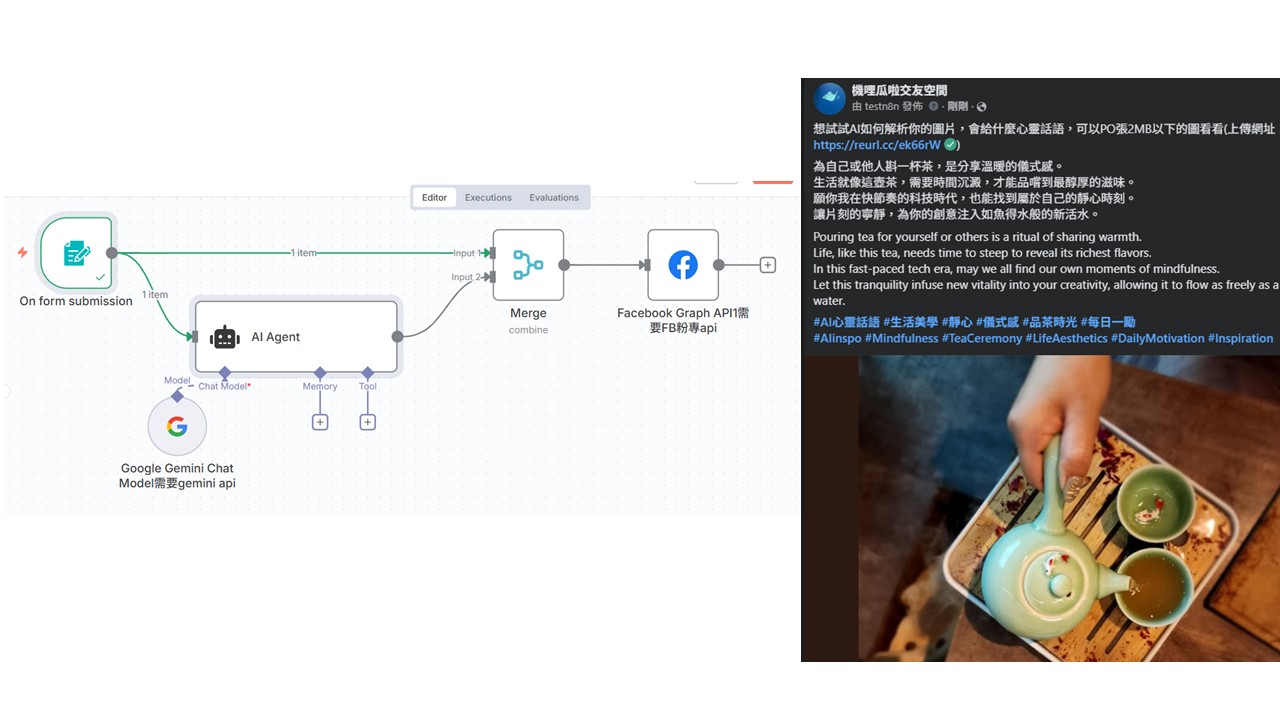 Editor
Executions
Evaluations
On form submission
1 item
1 item
Input 1
Input 2
AI Agent
Model
Chat Model*
Memory
Tool
Google Gemini Chat
Model需要gemini api
Merge
combine
Facebook Graph API1需
要FB粉專api
機哩瓜啦交友空間
由 testn8n 發佈 · 剛剛 ·
想試試AI如何解析你的圖片，會給什麼心靈話語，可以PO張2MB以下的圖看看(上傳網址
https://reurl.cc/ek66rW ✅)
為自己或他人斟一杯茶，是分享溫暖的儀式感。
生活就像這壺茶，需要時間沉澱，才能品嚐到最醇厚的滋味。
願你我在快節奏的科技時代，也能找到屬於自己的靜心時刻。
讓片刻的寧靜，為你的創意注入如魚得水般的新活水。
Pouring tea for yourself or others is a ritual of sharing warmth.
Life, like this tea, needs time to steep to reveal its richest flavors.
In this fast-paced tech era, may we all find our own moments of mindfulness.
Let this tranquility infuse new vitality into your creativity, allowing it to flow as freely as a
water.
#AI心靈話語 #生活美學 #靜心 #儀式感 #品茶時光 #每日一勵
#AIinspo #Mindfulness #TeaCeremony #LifeAesthetics #DailyMotivation #Inspiration